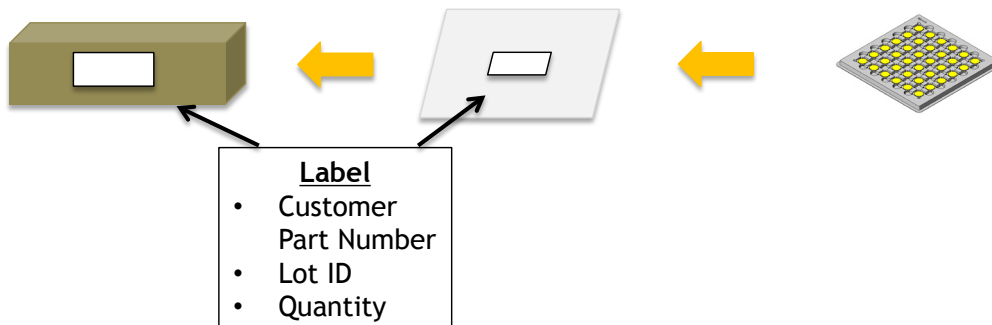 Label
• Customer
Part Number
• Lot ID
• Quantity